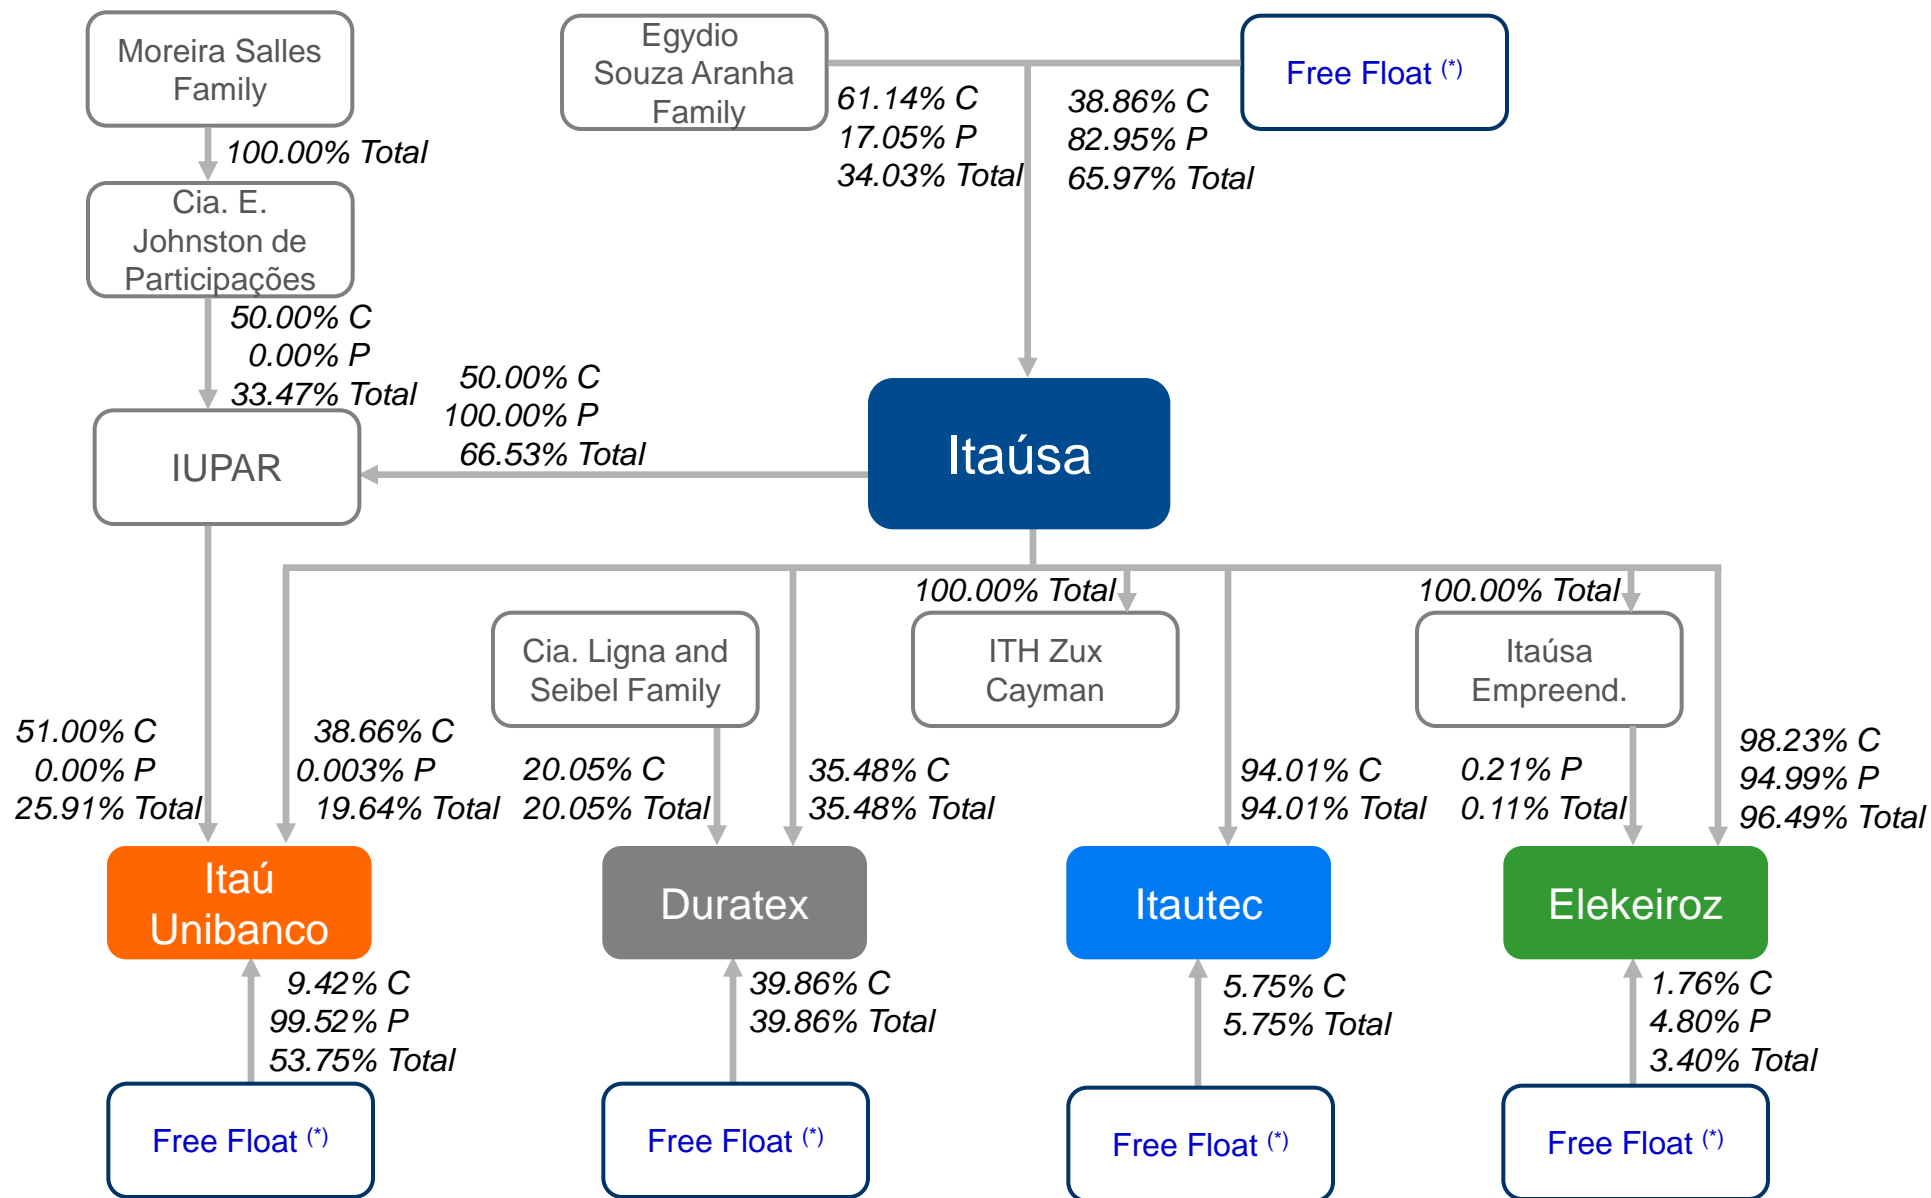 Moreira Salles
Family
Egydio
Souza Aranha
Family
Free Float (*)
100.00% Total
61.14% C
17.05% P
34.03% Total
38.86% C
82.95% P
65.97% Total
Cia. E.
Johnston de
Participações
50.00% C
0.00% P
33.47% Total
50.00% C
100.00% P
66.53% Total
IUPAR
Itaúsa
100.00% Total
100.00% Total
Cia. Ligna and
Seibel Family
ITH Zux
Cayman
Itaúsa
Empreend.
51.00% C
0.00% P
25.91% Total
38.66% C
0.003% P
19.64% Total
20.05% C
20.05% Total
35.48% C
35.48% Total
94.01% C
94.01% Total
0.21% P
0.11% Total
98.23% C
94.99% P
96.49% Total
Itaú
Unibanco
Duratex
Itautec
Elekeiroz
9.42% C
99.52% P
53.75% Total
39.86% C
39.86% Total
5.75% C
5.75% Total
1.76% C
4.80% P
3.40% Total
Free Float (*)
Free Float (*)
Free Float (*)
Free Float (*)